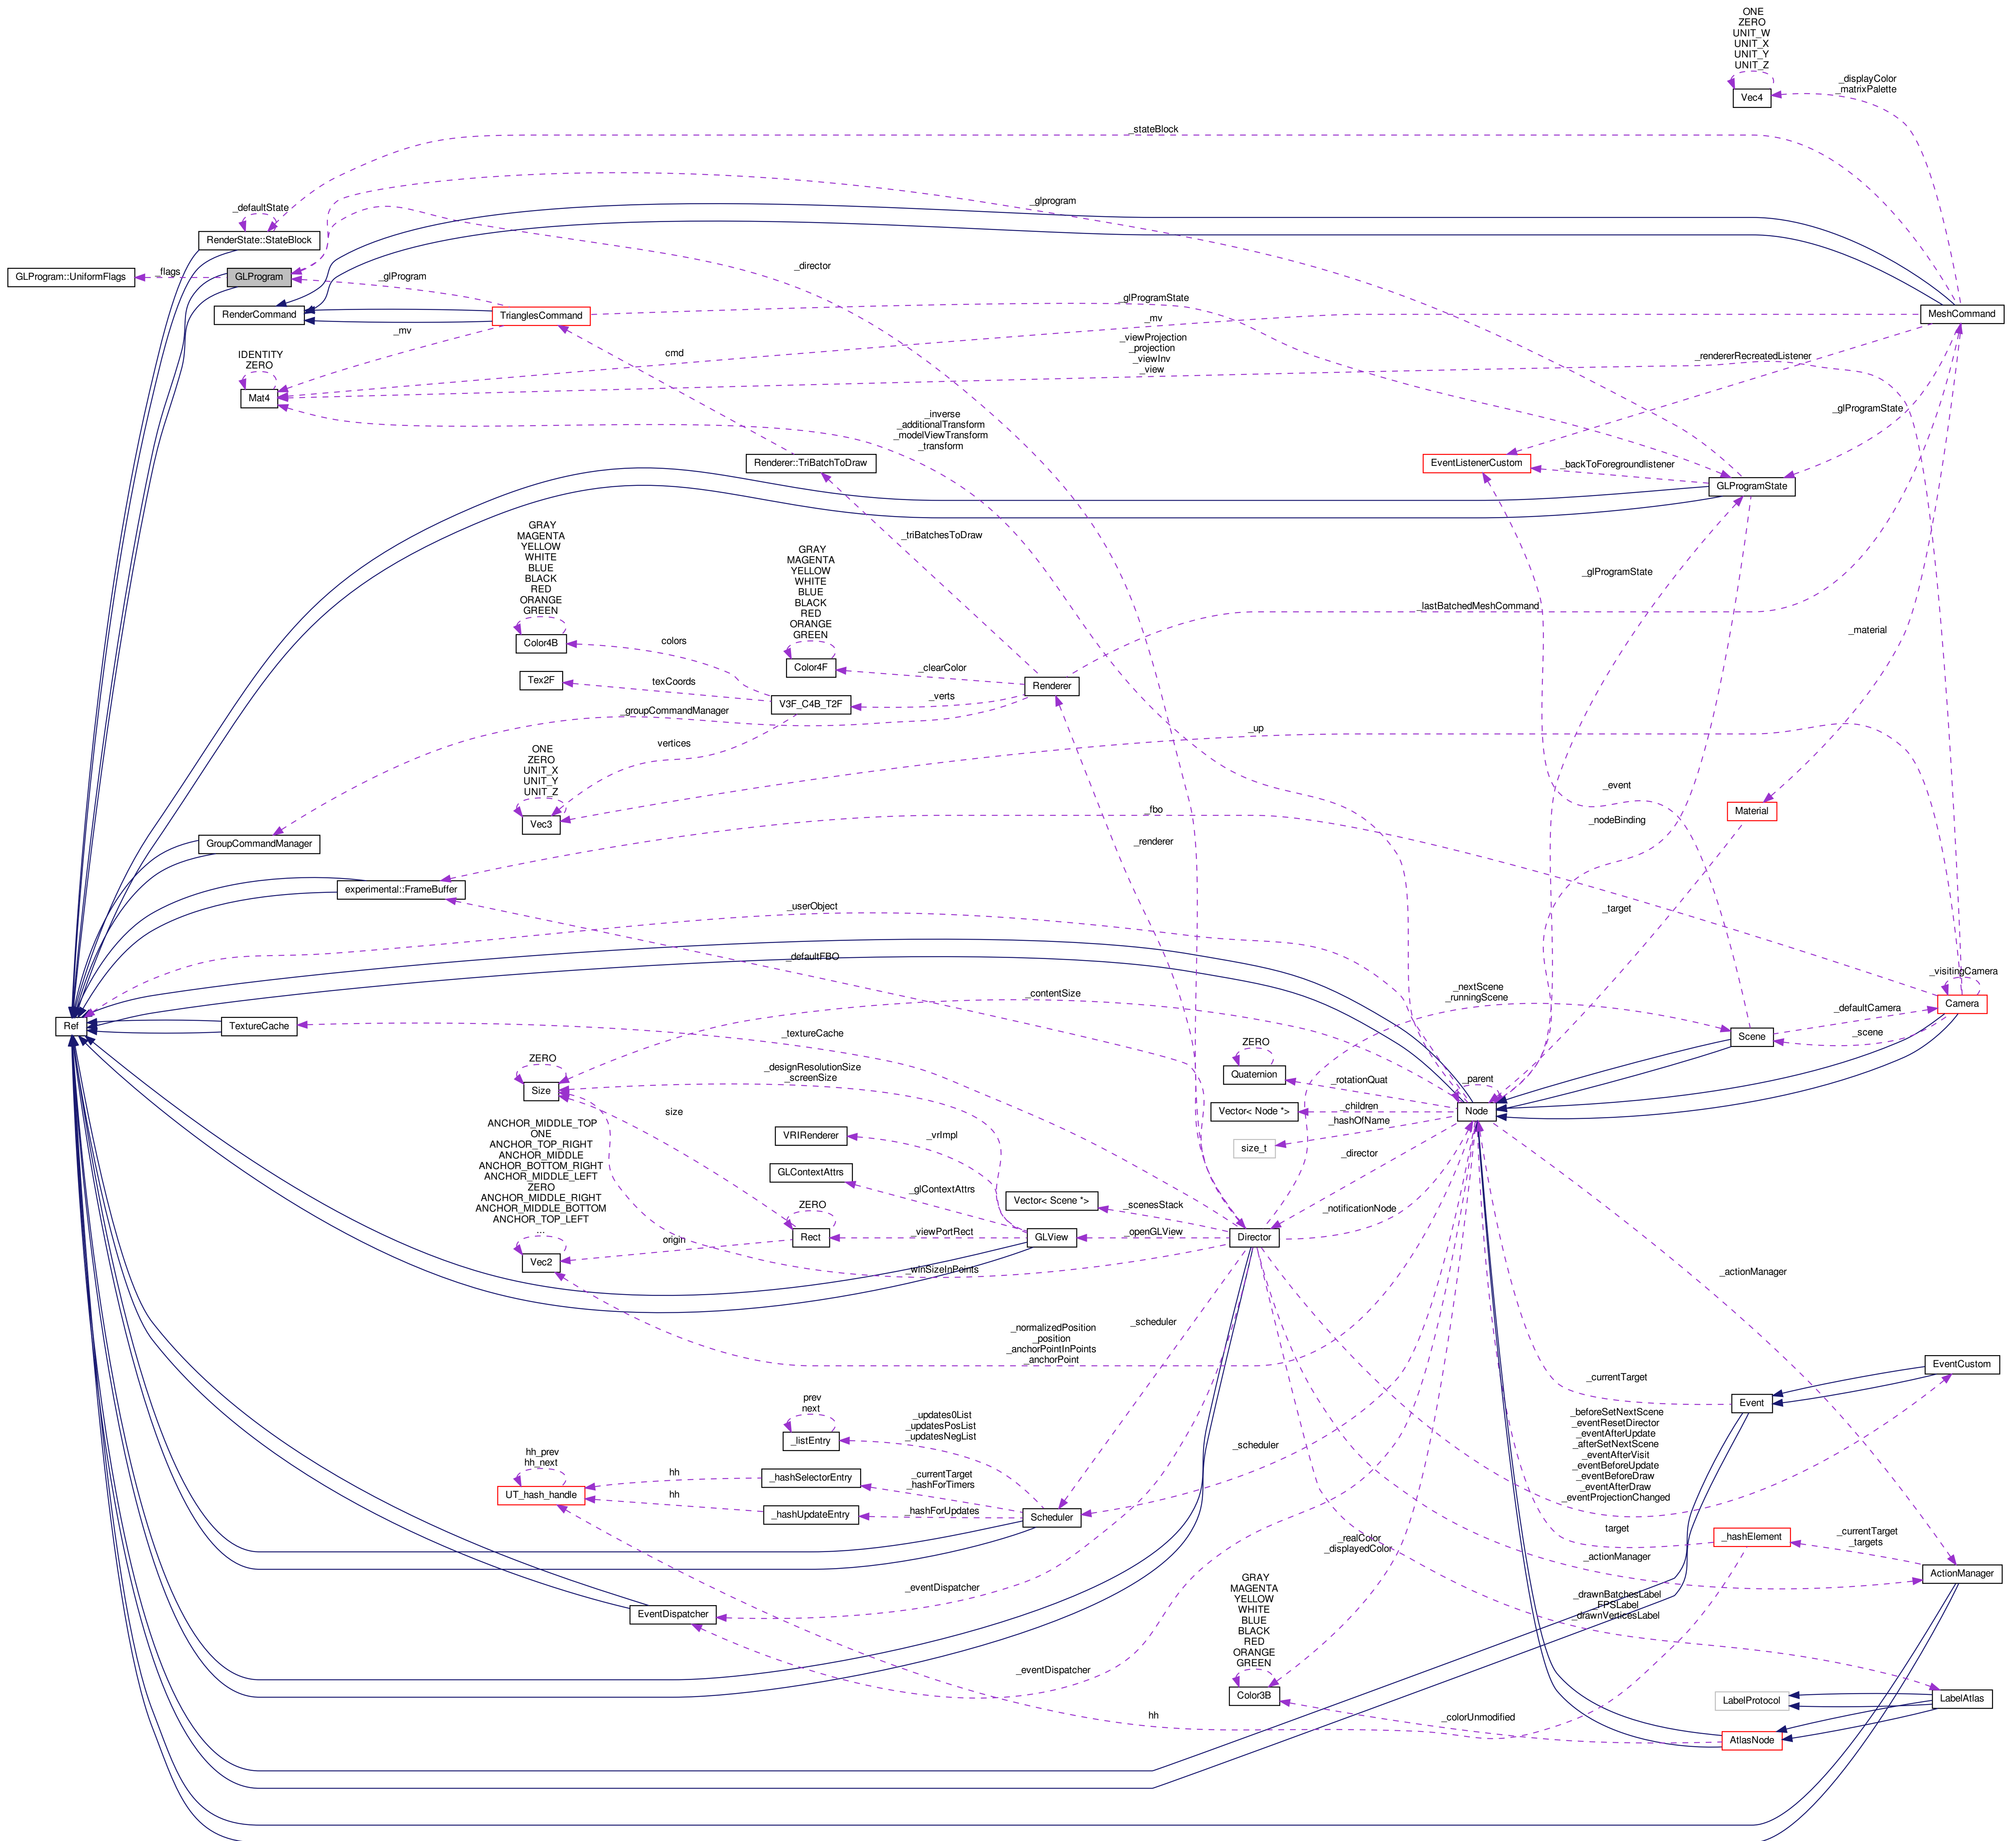 ONE
ZERO
UNIT_W
UNIT_X
UNIT_Y
UNIT_Z
Vec4
_displayColor
_matrixPalette
_stateBlock
_defaultState
RenderState::StateBlock
_glprogram
GLProgram::UniformFlags
_flags
GLProgram
_glProgram
_director
RenderCommand
TrianglesCommand
_glProgramState
MeshCommand
_mv
_mv
cmd
_viewProjection
_projection
_viewInv
_view
_rendererRecreatedListener
IDENTITY
ZERO
Mat4
_inverse
_additionalTransform
_modelViewTransform
_transform
_glProgramState
Renderer::TriBatchToDraw
EventListenerCustom
_backToForegroundlistener
GLProgramState
_triBatchesToDraw
GRAY
MAGENTA
YELLOW
WHITE
BLUE
BLACK
RED
ORANGE
GREEN
Color4B
GRAY
MAGENTA
YELLOW
WHITE
BLUE
BLACK
RED
ORANGE
GREEN
Color4F
_glProgramState
_lastBatchedMeshCommand
_material
colors
_clearColor
Tex2F
texCoords
Renderer
V3F_C4B_T2F
_verts
_groupCommandManager
vertices
_up
ONE
ZERO
UNIT_X
UNIT_Y
UNIT_Z
Vec3
_event
Material
_fbo
_nodeBinding
GroupCommandManager
_renderer
experimental::FrameBuffer
_userObject
_target
_defaultFBO
_contentSize
_nextScene
_runningScene
_visitingCamera
Camera
_defaultCamera
_scene
Scene
Ref
TextureCache
_textureCache
ZERO
Size
_designResolutionSize
_screenSize
ZERO
Quaternion
_rotationQuat
_parent
Node
size
Vector< Node *>
_children
_hashOfName
size_t
ANCHOR_MIDDLE_TOP
ONE
ANCHOR_TOP_RIGHT
ANCHOR_MIDDLE
ANCHOR_BOTTOM_RIGHT
ANCHOR_MIDDLE_LEFT
ZERO
ANCHOR_MIDDLE_RIGHT
ANCHOR_MIDDLE_BOTTOM
ANCHOR_TOP_LEFT
...
Vec2
VRIRenderer
_vrImpl
GLContextAttrs
_glContextAttrs
_director
Vector< Scene *>
_scenesStack
_notificationNode
ZERO
Rect
_viewPortRect
GLView
_openGLView
Director
origin
_winSizeInPoints
_actionManager
_scheduler
_normalizedPosition
_position
_anchorPointInPoints
_anchorPoint
EventCustom
_currentTarget
Event
prev
next
_listEntry
_updates0List
_updatesPosList
_updatesNegList
_beforeSetNextScene
_eventResetDirector
_eventAfterUpdate
_afterSetNextScene
_eventAfterVisit
_eventBeforeUpdate
_eventBeforeDraw
_eventAfterDraw
_eventProjectionChanged
_scheduler
hh_prev
hh_next
UT_hash_handle
hh
_hashSelectorEntry
_currentTarget
_hashForTimers
hh
_hashUpdateEntry
_hashForUpdates
Scheduler
_realColor
_displayedColor
target
_hashElement
_currentTarget
_targets
_actionManager
ActionManager
_eventDispatcher
EventDispatcher
GRAY
MAGENTA
YELLOW
WHITE
BLUE
BLACK
RED
ORANGE
GREEN
Color3B
_drawnBatchesLabel
_FPSLabel
_drawnVerticesLabel
_eventDispatcher
LabelProtocol
LabelAtlas
hh
_colorUnmodified
AtlasNode